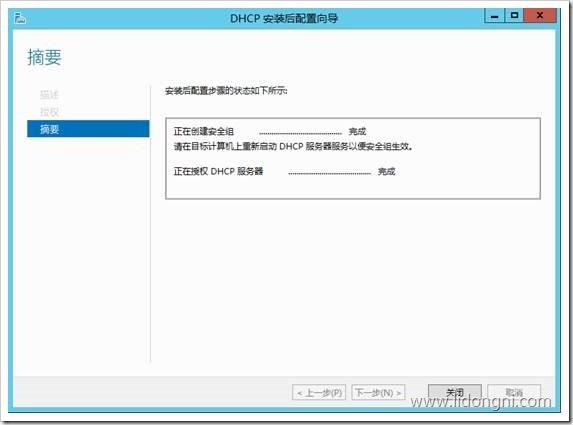 DHCP 安装后配置向导
摘要
描述
授权
摘要
安装后配置步骤的状态如下所示:
正在创建安全组 ..................................... 完成
请在目标计算机上重新启动 DHCP 服务器服务以便安全组生效。
正在授权 DHCP 服务器 ..................................... 完成
< 上一步(P) 下一步(N) > 关闭 取消
www.lidongni.com